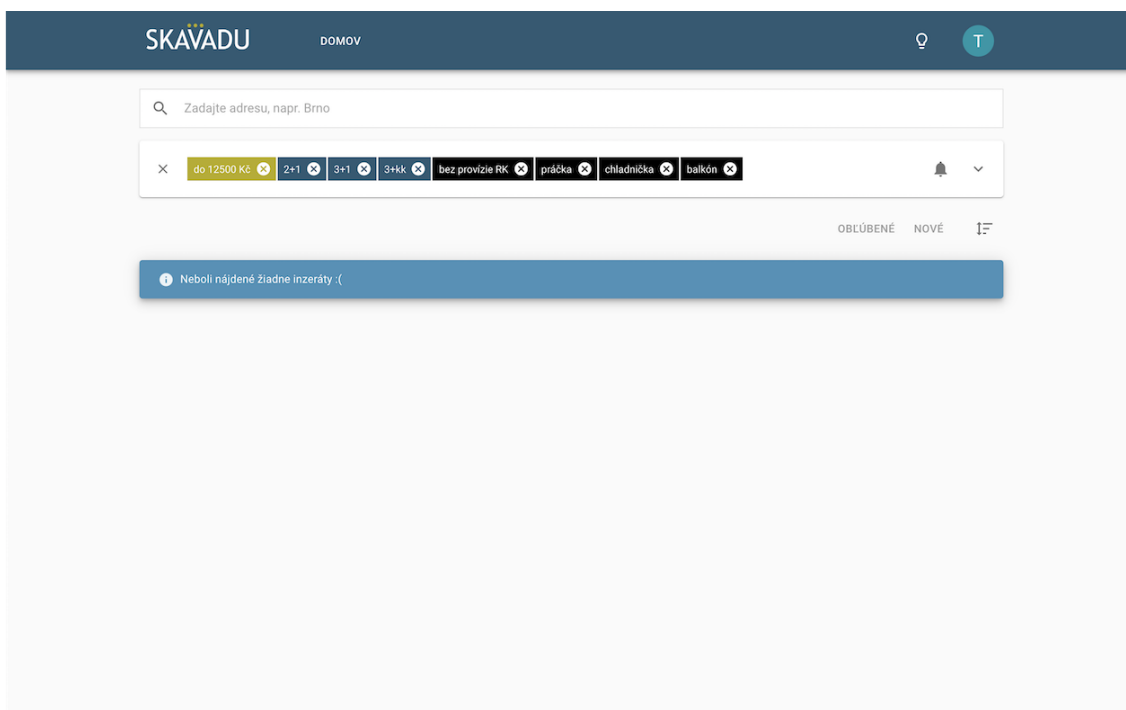 SKAVADU
DOMOV
T
Zadajte adresu, napr. Brno
do 12500 Kč 2+1 3+1 3+kk bez provízie RK práčka chladnička balkón
OBĽÚBENÉ NOVÉ
Neboli nájdené žiadne inzeráty :(